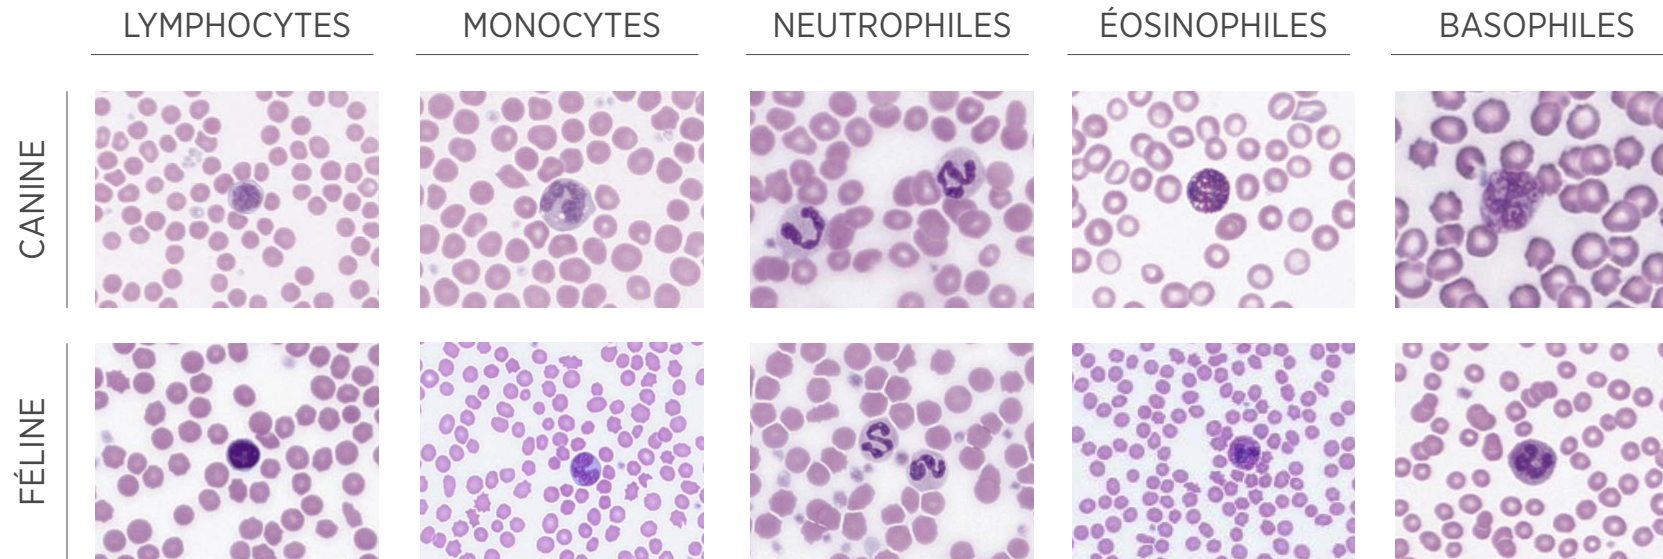 LYMPHOCYTES
MONOCYTES
NEUTROPHILES
ÉOSINOPHILES
BASOPHILES
CANINE
FÉLINE